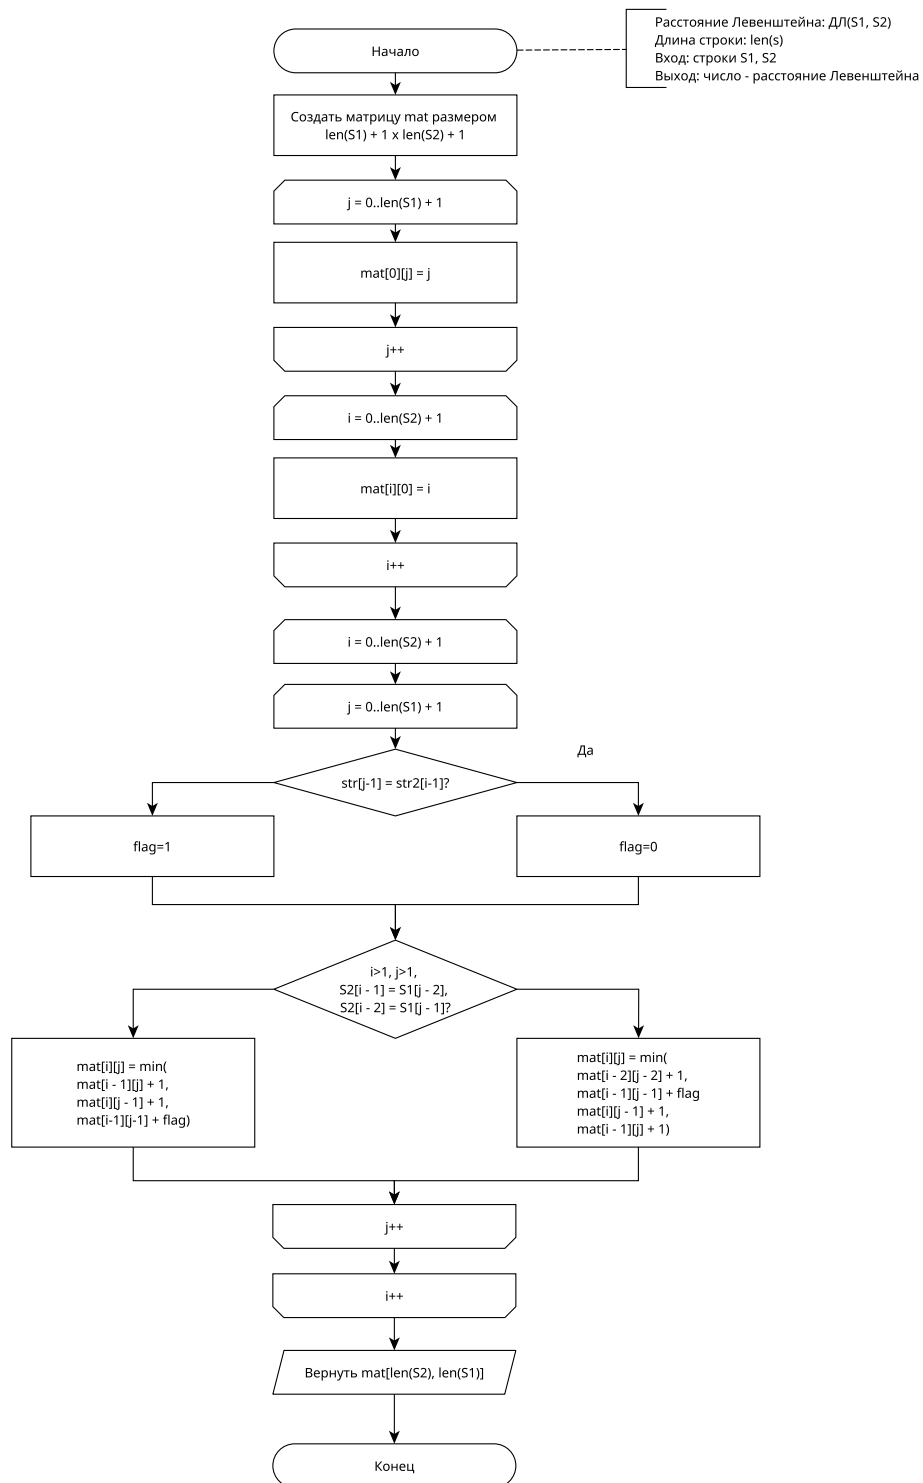 Расстояние Левенштейна: ДЛ(S1, S2)
Длина строки: len(s)
Вход: строки S1, S2
Выход: число - расстояние Левенштейна
Начало
Создать матрицу mat размером
len(S1) + 1 x len(S2) + 1
j = 0..len(S1) + 1
mat[0][j] = j
j++
i = 0..len(S2) + 1
mat[i][0] = i
i++
i = 0..len(S2) + 1
j = 0..len(S1) + 1
Да
str[j-1] = str2[i-1]?
flag=1
flag=0
i>1, j>1,
S2[i - 1] = S1[j - 2],
S2[i - 2] = S1[j - 1]?
mat[i][j] = min(
mat[i - 1][j] + 1,
mat[i][j - 1] + 1,
mat[i-1][j-1] + flag)
mat[i][j] = min(
mat[i - 2][j - 2] + 1,
mat[i - 1][j - 1] + flag
mat[i][j - 1] + 1,
mat[i - 1][j] + 1)
j++
i++
Вернуть mat[len(S2), len(S1)]
Конец